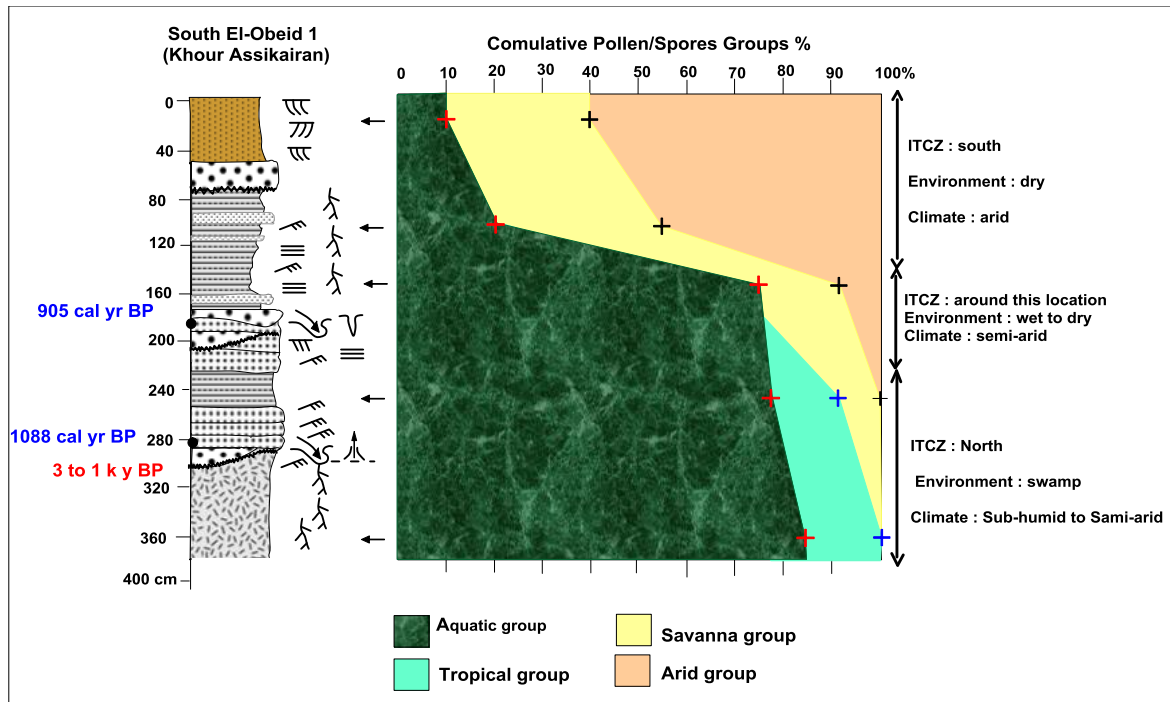 South El-Obeid 1
(Khour Assikairan)
Comulative Pollen/Spores Groups %
0 10 20 30 40 50 60 70 80 90 100%
0
40
80
120
160
200
240
280
320
360
400 cm
905 cal yr BP
1088 cal yr BP
3 to 1 k y BP
ITCZ : south
Environment : dry
Climate : arid
ITCZ : around this location
Environment : wet to dry
Climate : semi-arid
ITCZ : North
Environment : swamp
Climate : Sub-humid to Sami-arid
Aquatic group
Savanna group
Tropical group
Arid group